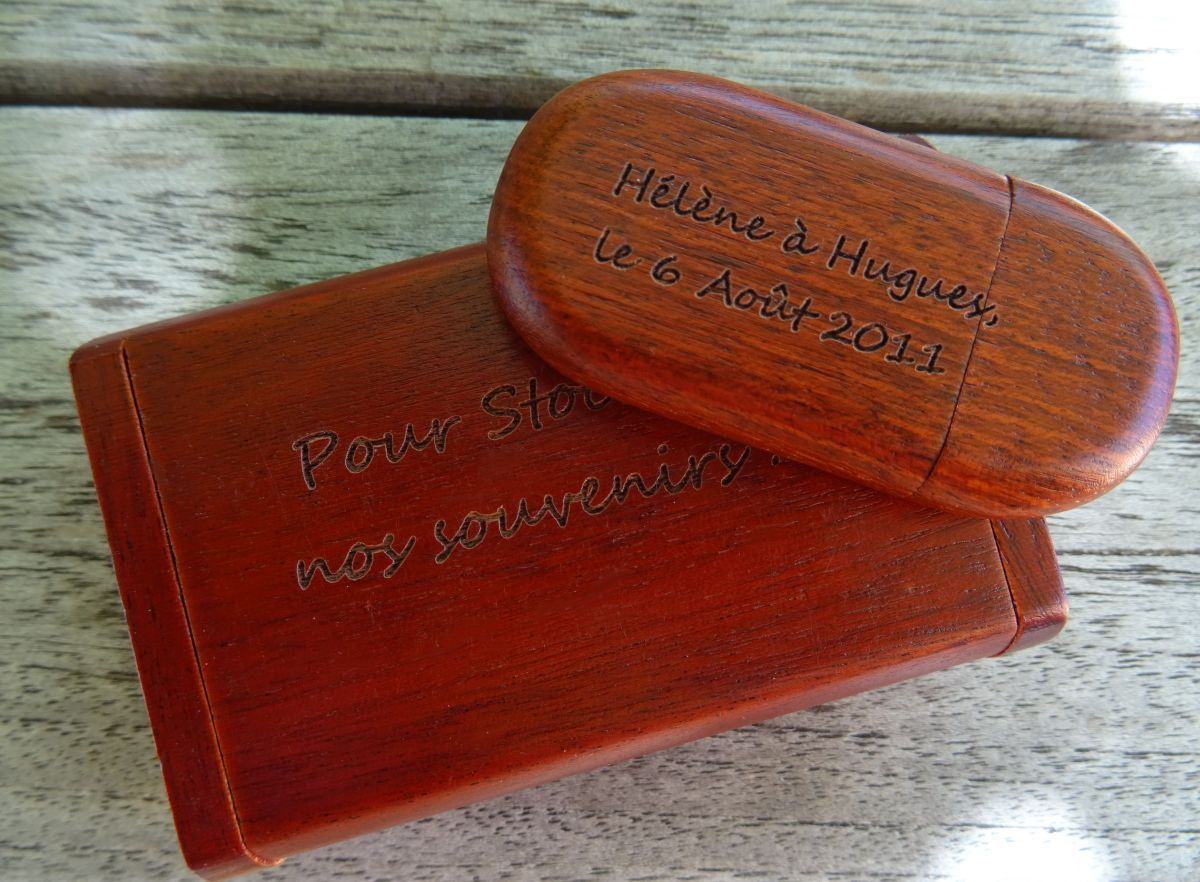 Hélène à Hugues,
le 6 Août 2011
Pour
nos souvenirs